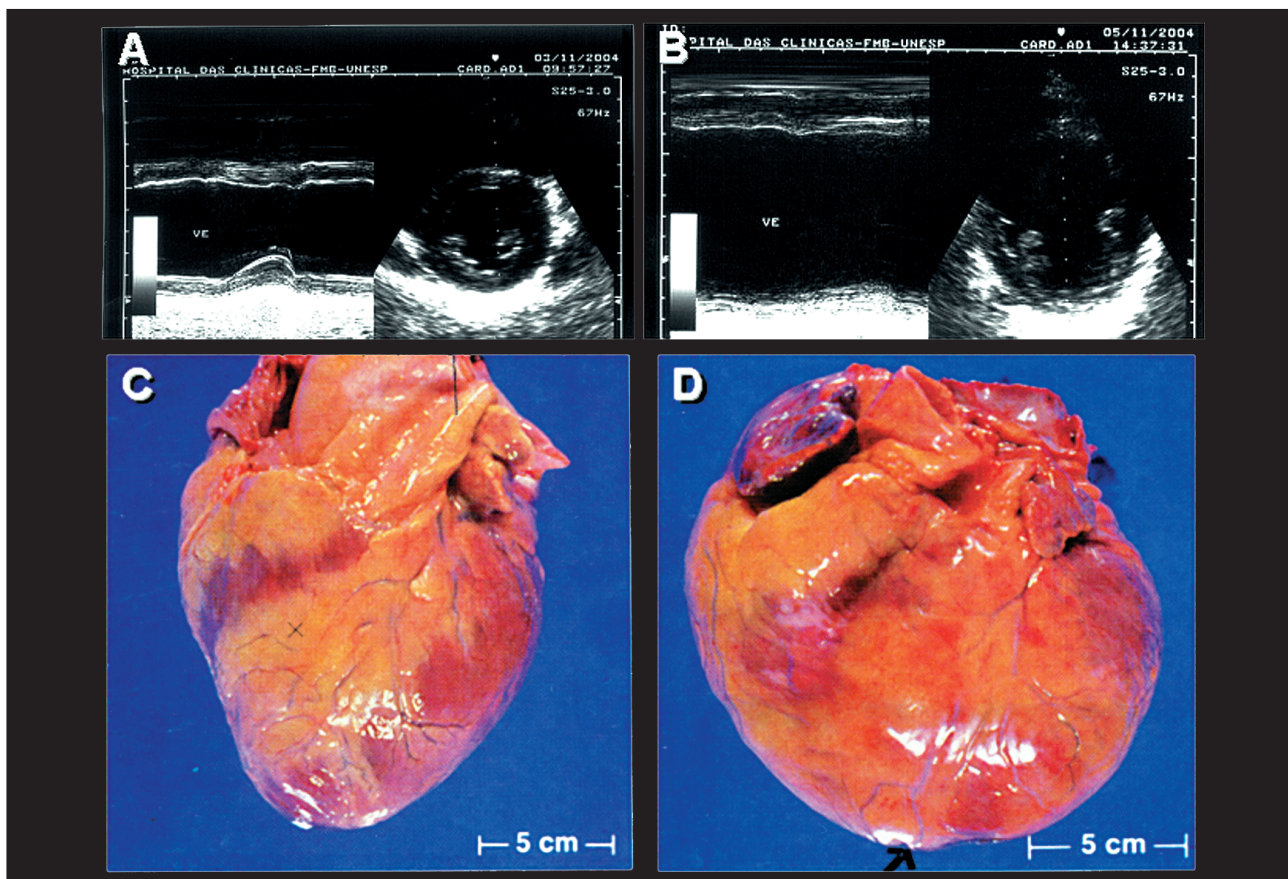 A
03/11/2004
HOSPITAL DAS CLINICAS-FMB-UNESP
CARD.AD1
09:57:27
S25-3.0
67Hz
VE
B
ID:
05/11/2004
PITAL DAS CLINICAS-FMB-UNESP
CARD.AD1
14:37:31
S25-3.0
67Hz
VE
C
5 cm
D
5 cm